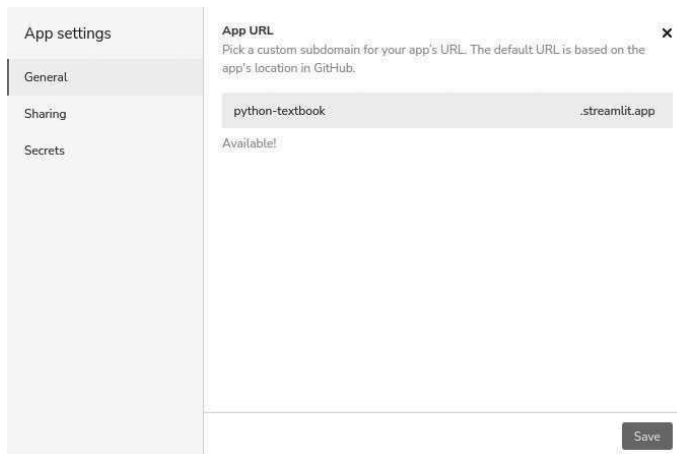 App settings
General
Sharing
Secrets
App URL
Pick a custom subdomain for your app's URL. The default URL is based on the
app's location in GitHub.
python-textbook .streamlit.app
Available!
Save